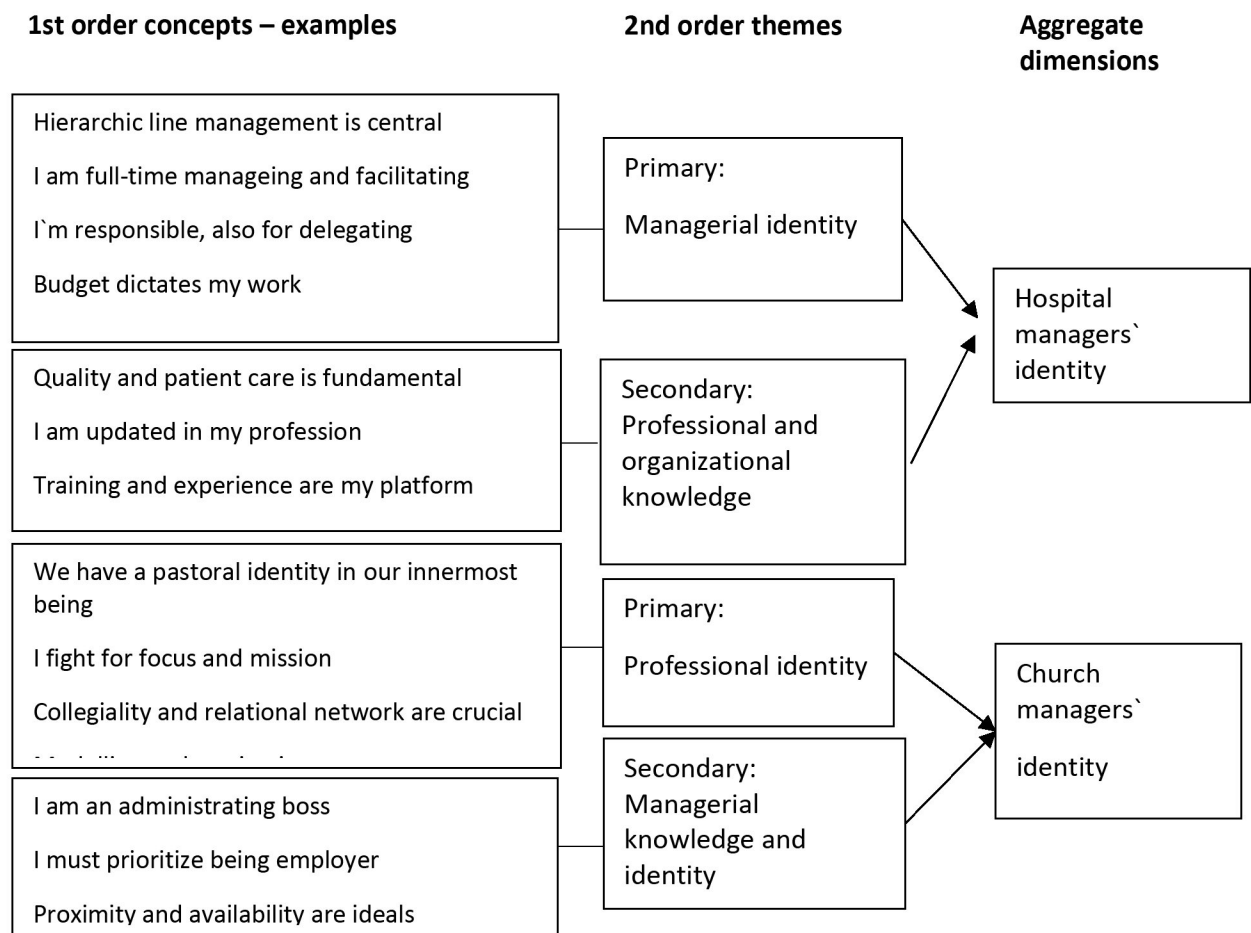 1st order concepts – examples
2nd order themes
Aggregate
dimensions
Hierarchic line management is central
I am full-time manageing and facilitating
I`m responsible, also for delegating
Budget dictates my work
Primary:
Managerial identity
Hospital
managers`
identity
Quality and patient care is fundamental
I am updated in my profession
Training and experience are my platform
Secondary:
Professional and
organizational
knowledge
We have a pastoral identity in our innermost
being
I fight for focus and mission
Collegiality and relational network are crucial
Primary:
Professional identity
Church
managers`
identity
I am an administrating boss
I must prioritize being employer
Proximity and availability are ideals
Secondary:
Managerial
knowledge and
identity